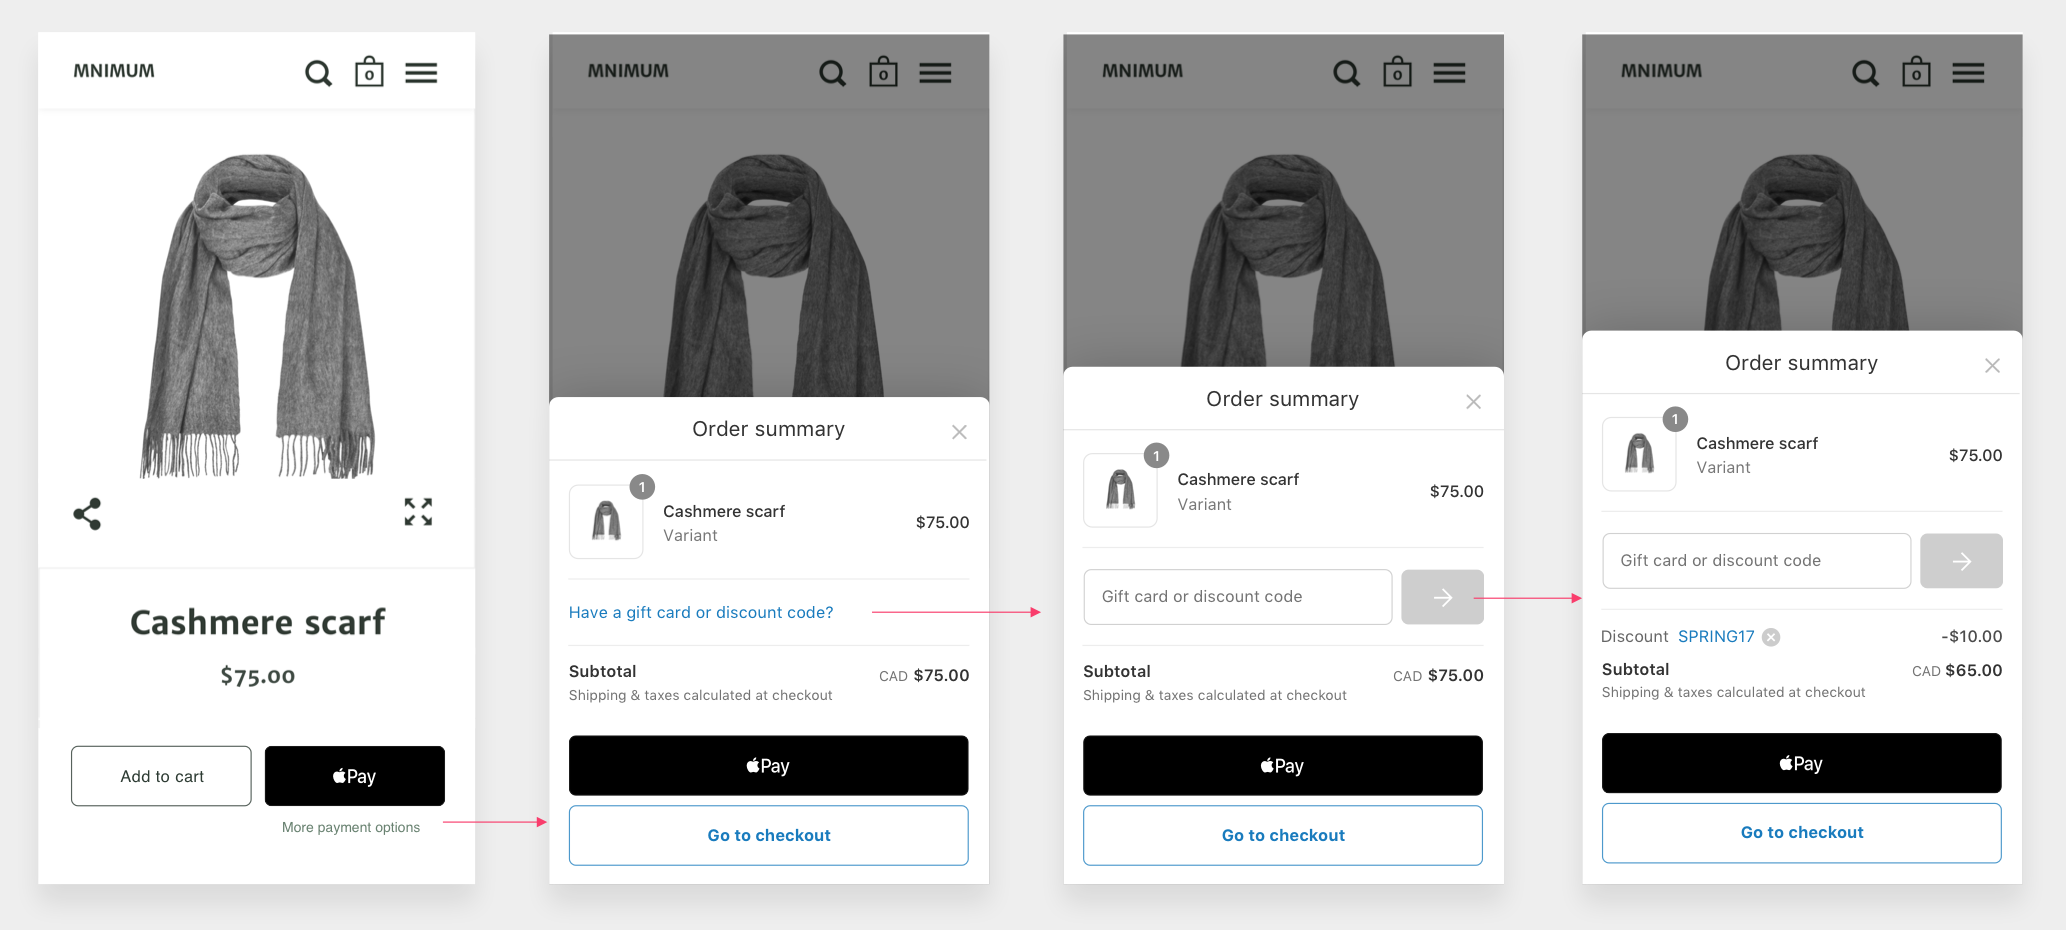 MNIMUM
0
Cashmere scarf
$75.00
Add to cart
Pay
More payment options
MNIMUM
0
Order summary
1
Cashmere scarf
Variant
$75.00
Have a gift card or discount code?
Subtotal
CAD $75.00
Shipping & taxes calculated at checkout
Pay
Go to checkout
MNIMUM
0
Order summary
1
Cashmere scarf
Variant
$75.00
Gift card or discount code
Subtotal
CAD $75.00
Shipping & taxes calculated at checkout
Pay
Go to checkout
MNIMUM
0
Order summary
1
Cashmere scarf
Variant
$75.00
Gift card or discount code
Discount SPRING17
-$10.00
Subtotal
CAD $65.00
Shipping & taxes calculated at checkout
Pay
Go to checkout